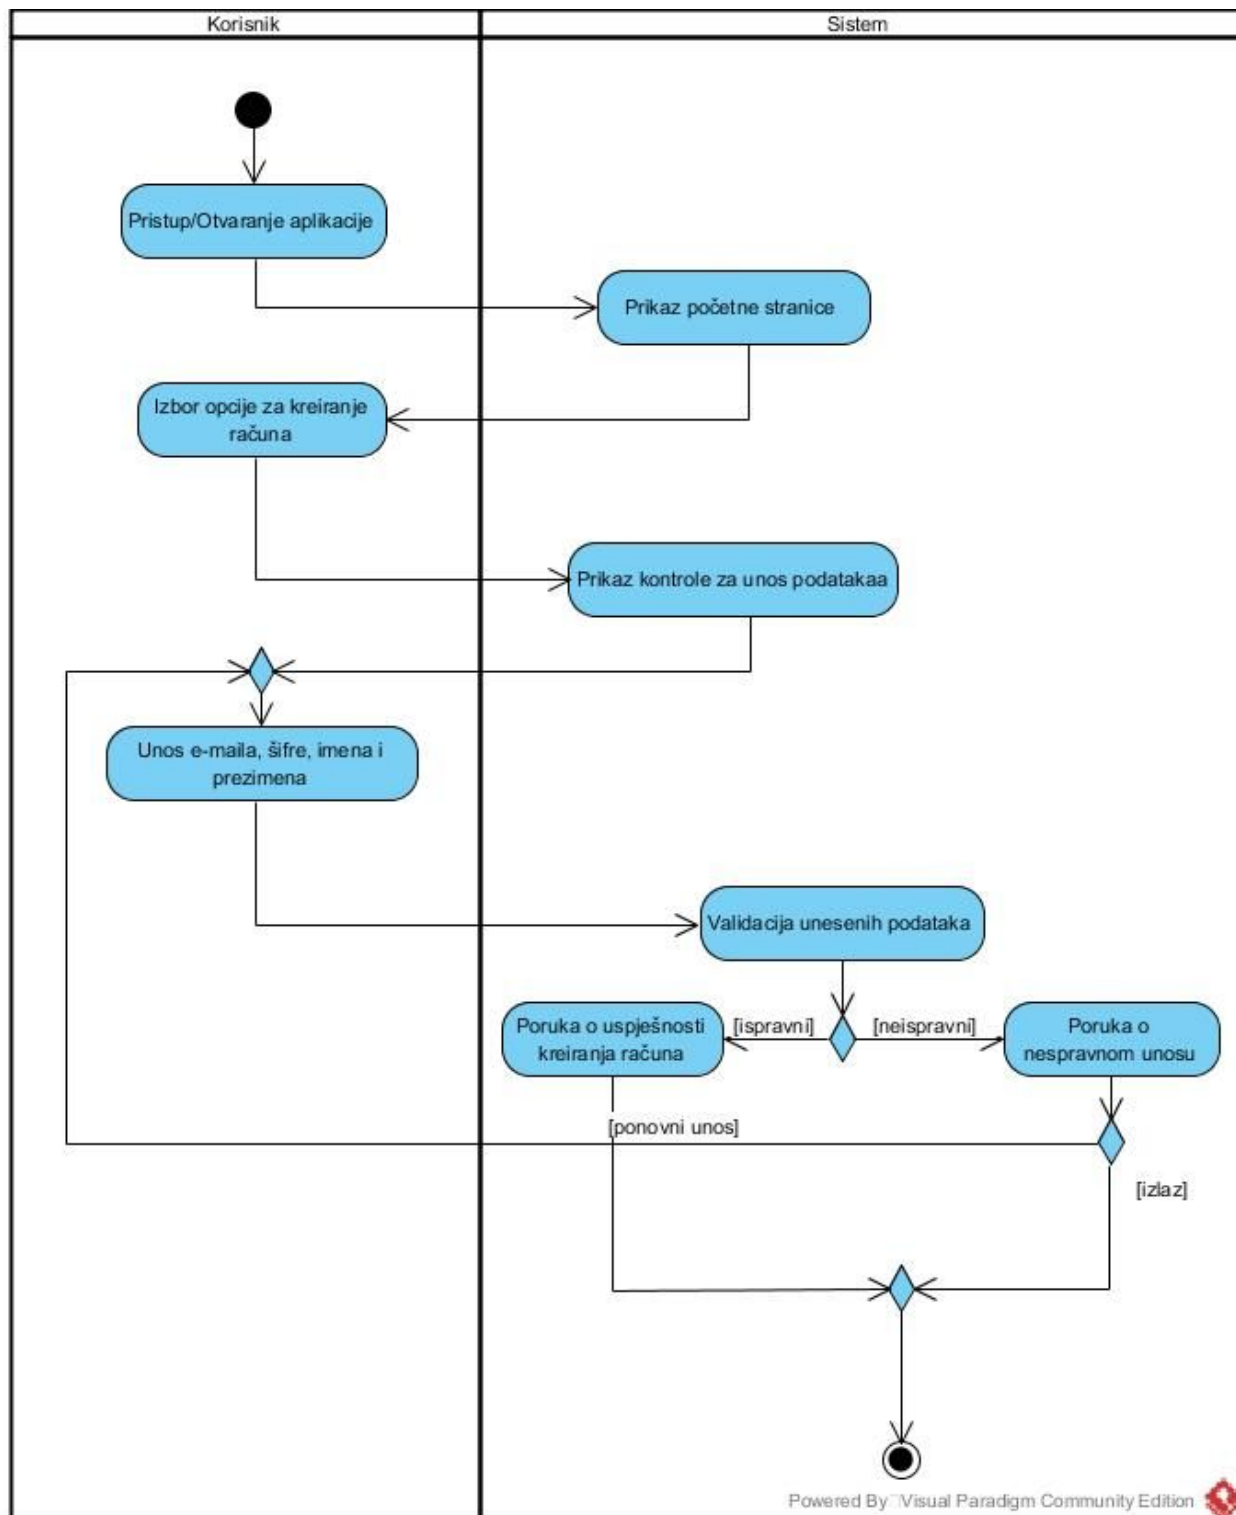 Korisnik
Sistem
Pristup/Otvaranje aplikacije
Prikaz početne stranice
Izbor opcije za kreiranje
računa
Prikaz kontrole za unos podatakaa
Unos e-maila, šifre, imena i
prezimena
Validacija unesenih podataka
[ispravni]
[neispravni]
Poruka o uspješnosti
kreiranja računa
Poruka o
nespravnom unosu
[ponovni unos]
[izlaz]
Powered By Visual Paradigm Community Edition